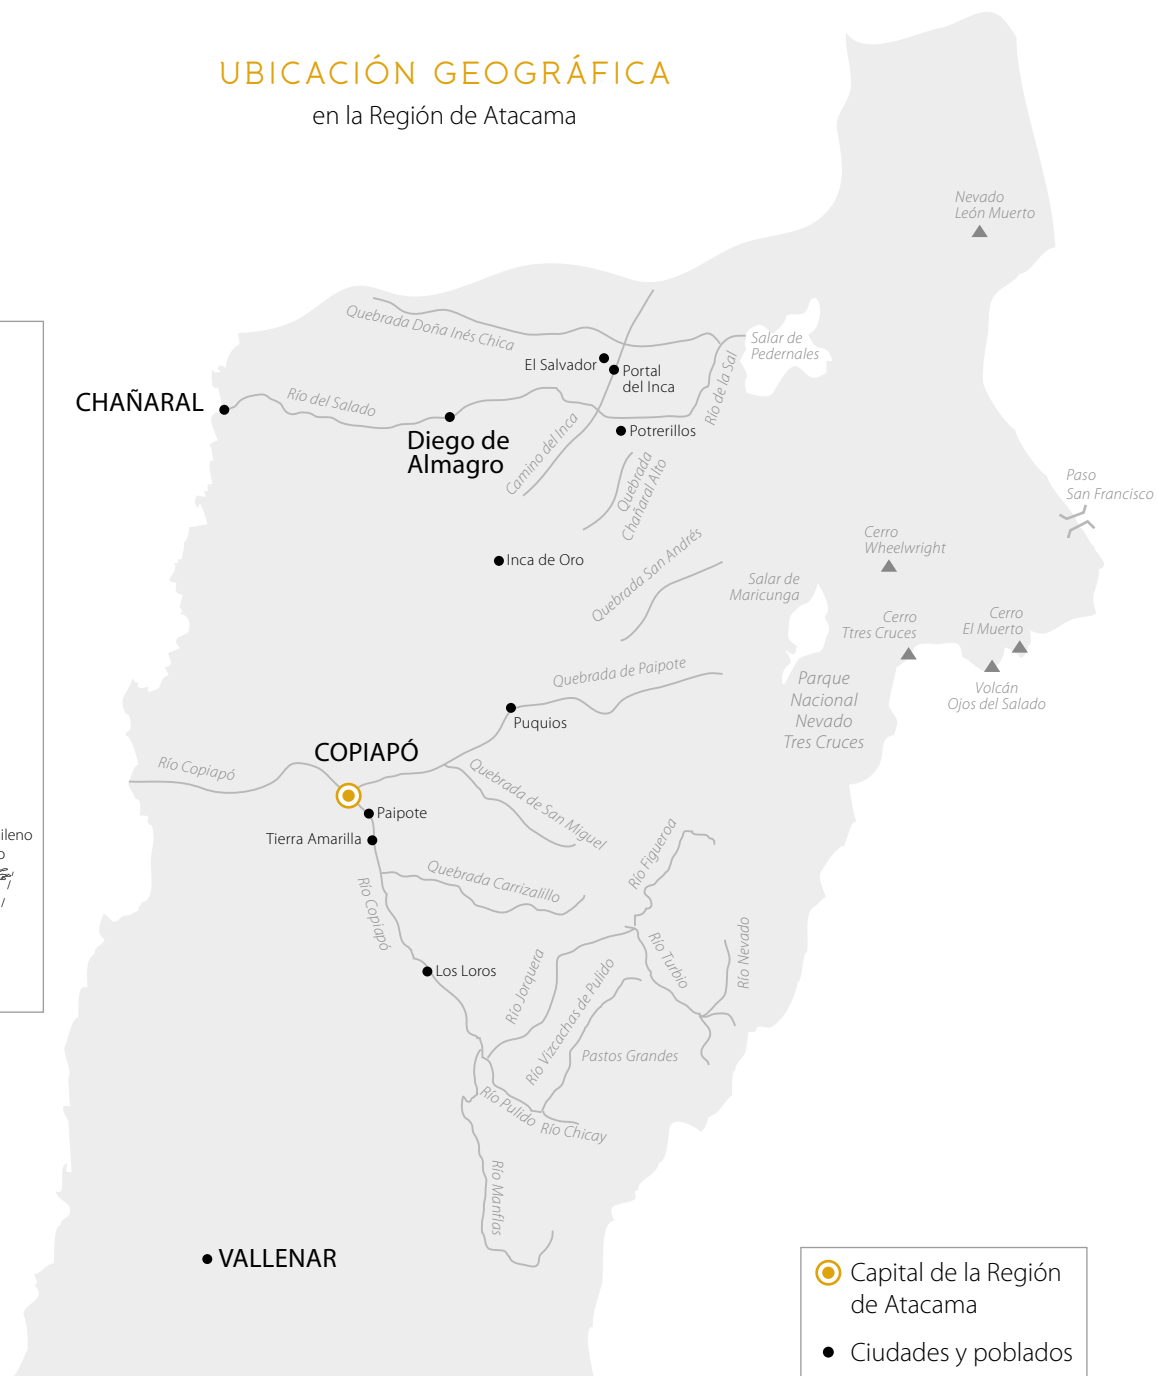 UBICACIÓN GEOGRÁFICA
en la Región de Atacama
Nevado
León Muerto
Quebrada Doña Inés Chica
Salar de
Pedernales
El Salvador
Portal
del Inca
Río de la Sal
CHAÑARAL
Río del Salado
Diego de
Almagro
Camino del Inca
Potrerillos
Quebrada
Chañaral Alto
Paso
San Francisco
Inca de Oro
Quebrada San Andrés
Cerro
Wheelwright
Salar de
Maricunga
Cerro
Ttres Cruces
Cerro
El Muerto
Quebrada de Paipote
Parque
Nacional
Nevado
Tres Cruces
Volcán
Ojos del Salado
Puquios
COPIAPÓ
Río Copiapó
Quebrada de San Miguel
Paipote
Tierra Amarilla
ileno
o
Río Figueroa
Quebrada Carrizalillo
Río Copiapó
Los Loros
Río Jorquera
Río Turbio
Río Nevado
Río Vizcachas de Pulido
Pastos Grandes
Río Pulido
Río Chicay
Río Manflas
VALLENAR
Capital de la Región
de Atacama
Ciudades y poblados